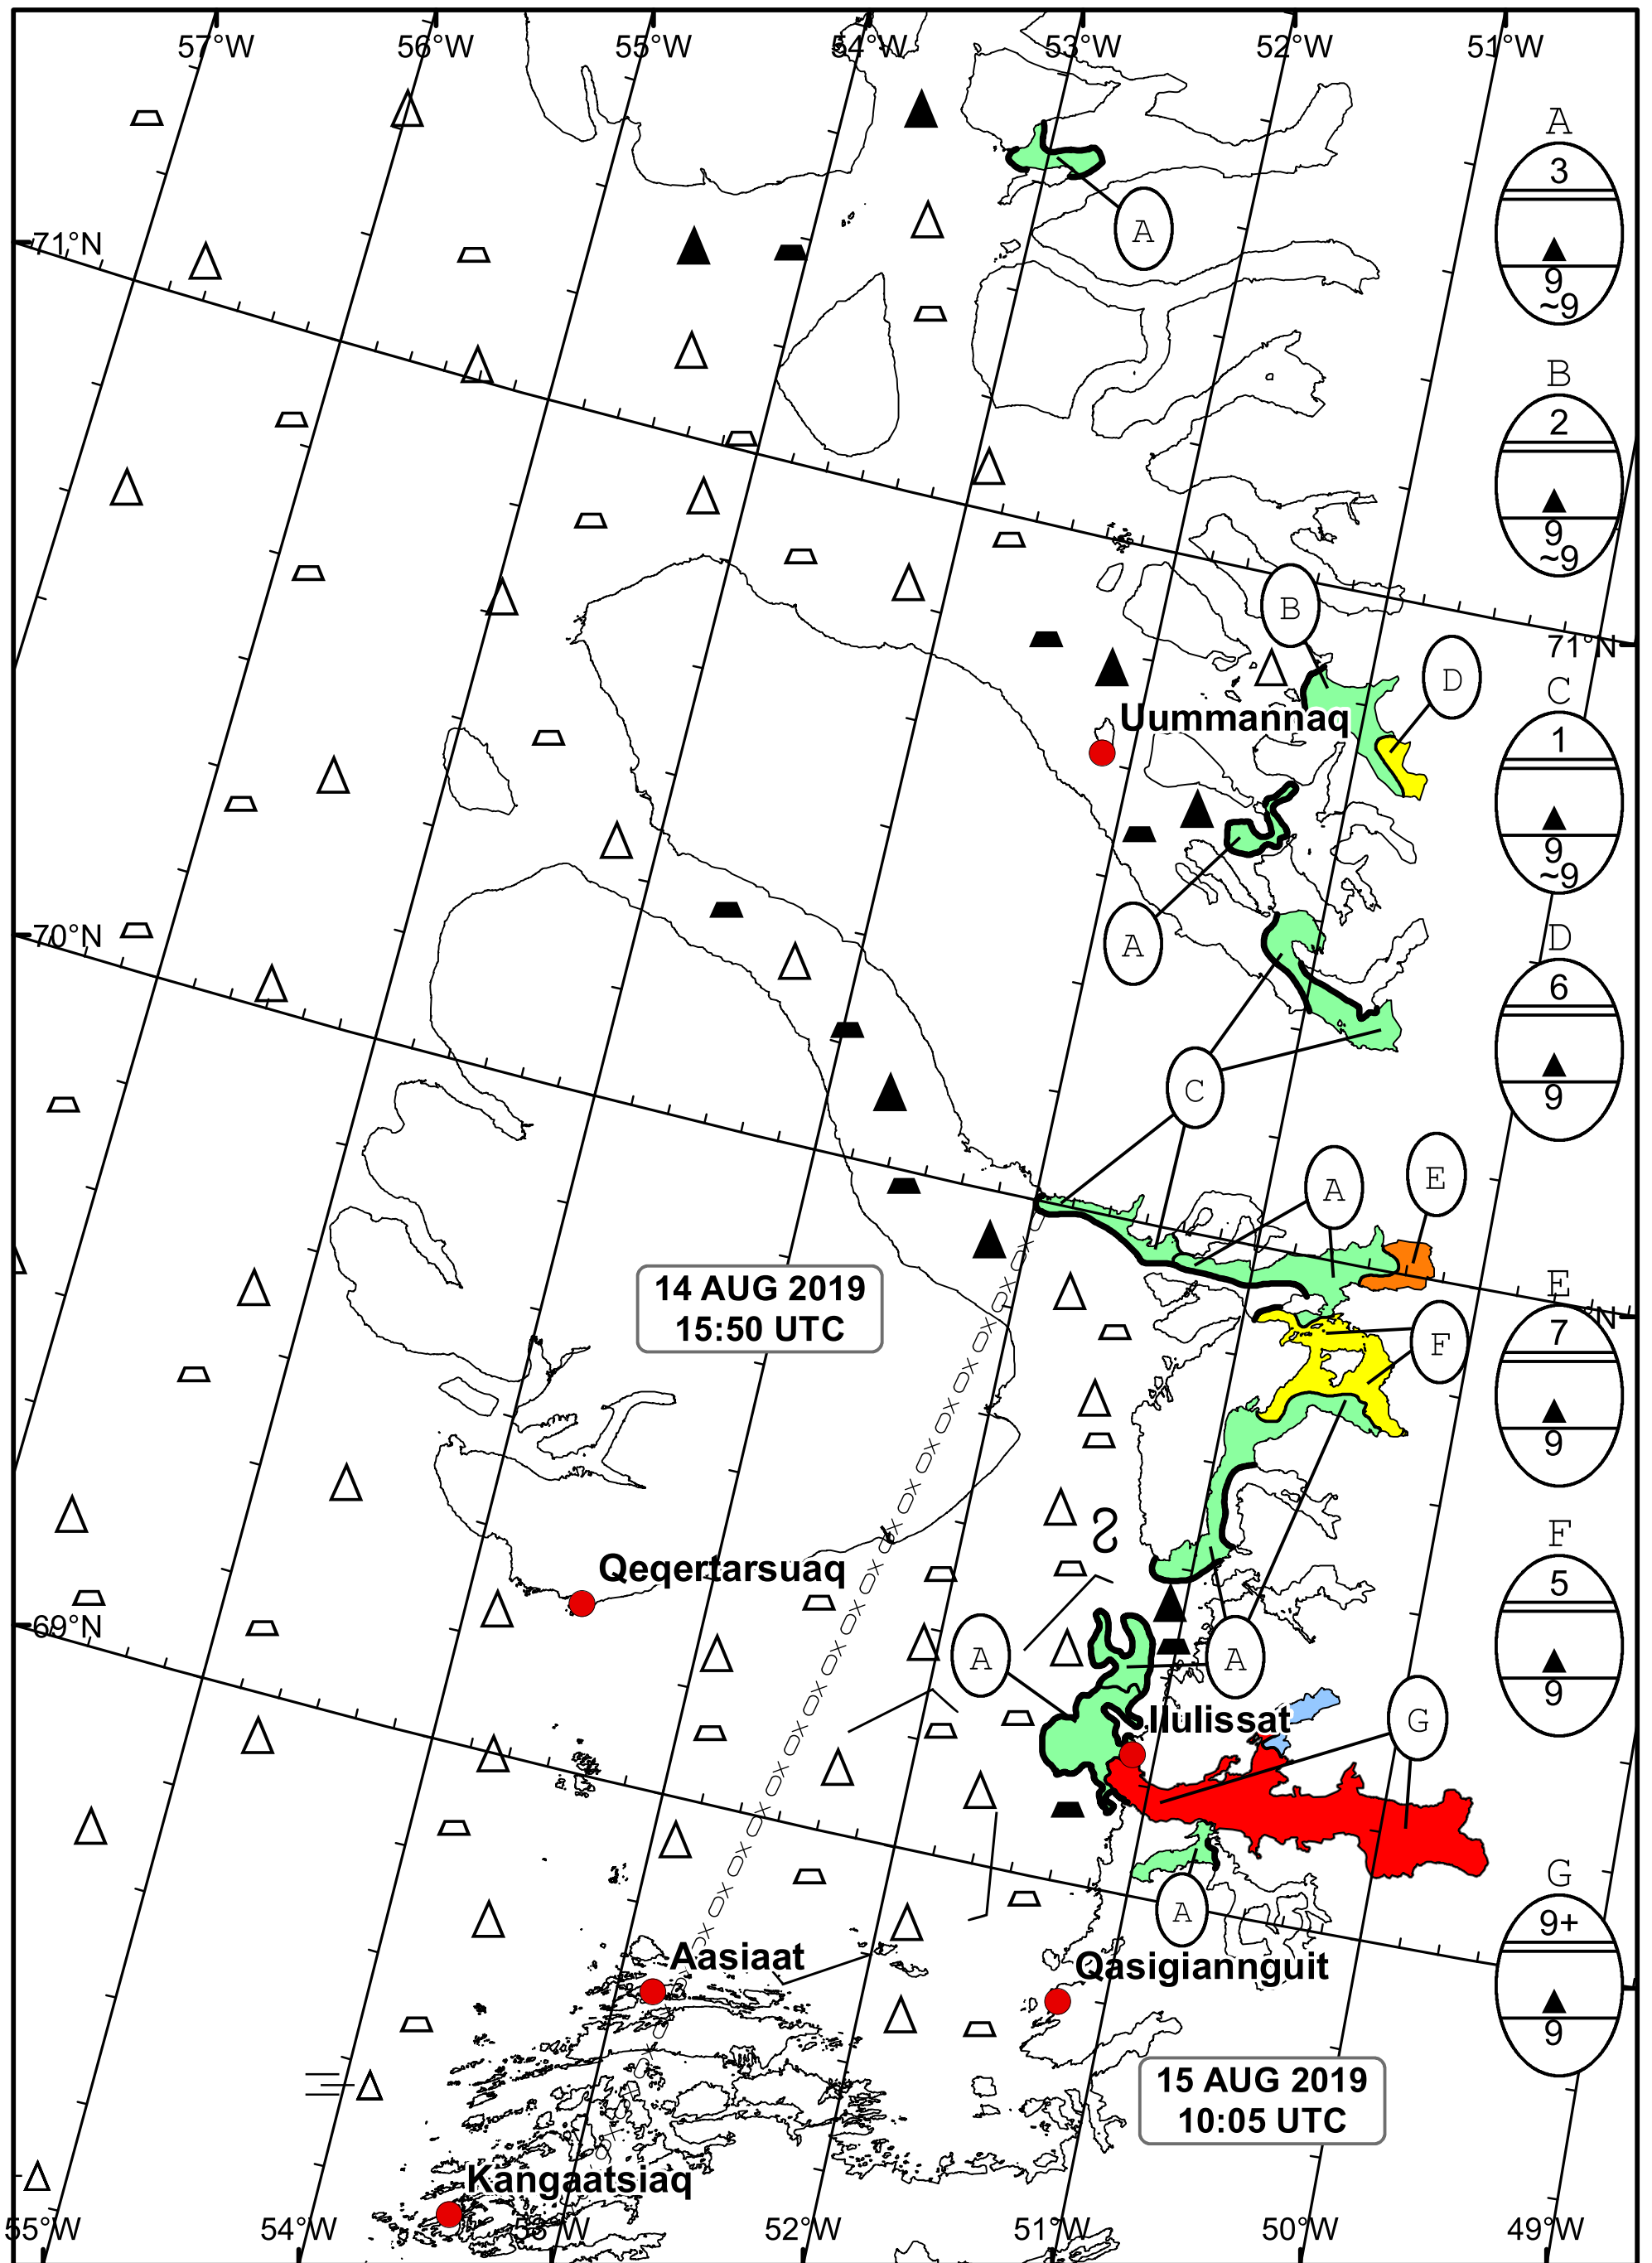 57°W
56°W
55°W
54°W
53°W
52°W
51°W
A
3
9
~9
A
71°N
B
2
9
~9
B
71°N
D
C
1
9
~9
Uummannaq
A
70°N
D
6
9
C
A
E
E
7
9
14 AUG 2019
15:50 UTC
F
F
5
9
Qeqertarsuaq
69°N
A
A
Ilulissat
G
G
9+
9
A
Aasiaat
Qasigiannguit
15 AUG 2019
10:05 UTC
Kangaatsiaq
55°W
54°W
53°W
52°W
51°W
50°W
49°W